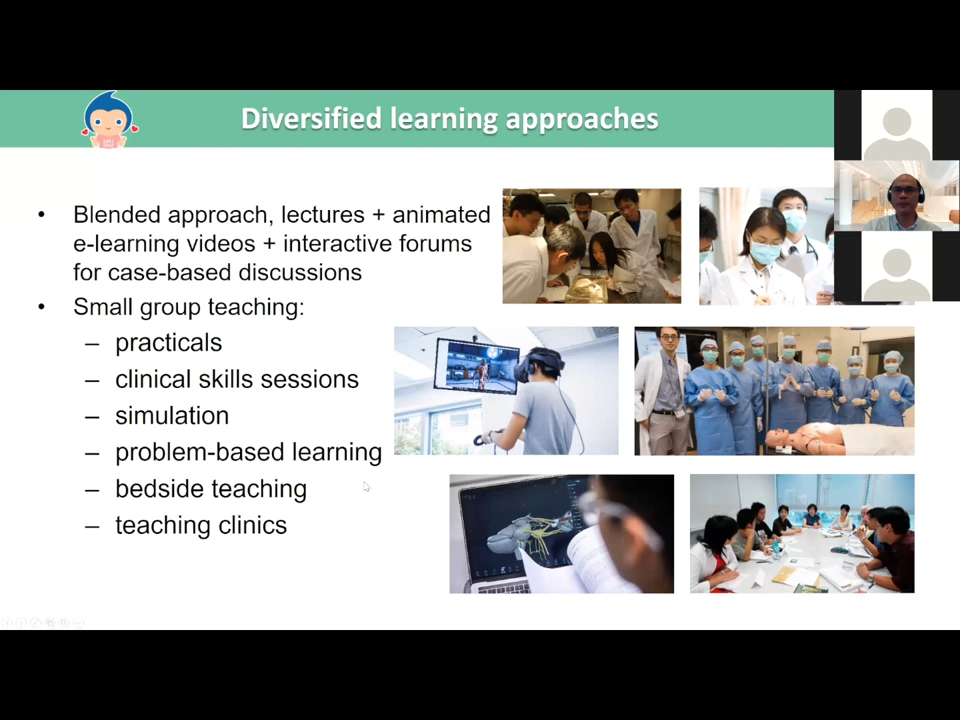 Diversified learning approaches
• Blended approach, lectures + animated
e-learning videos + interactive forums
for case-based discussions
• Small group teaching:
– practicals
– clinical skills sessions
– simulation
– problem-based learning
– bedside teaching
– teaching clinics